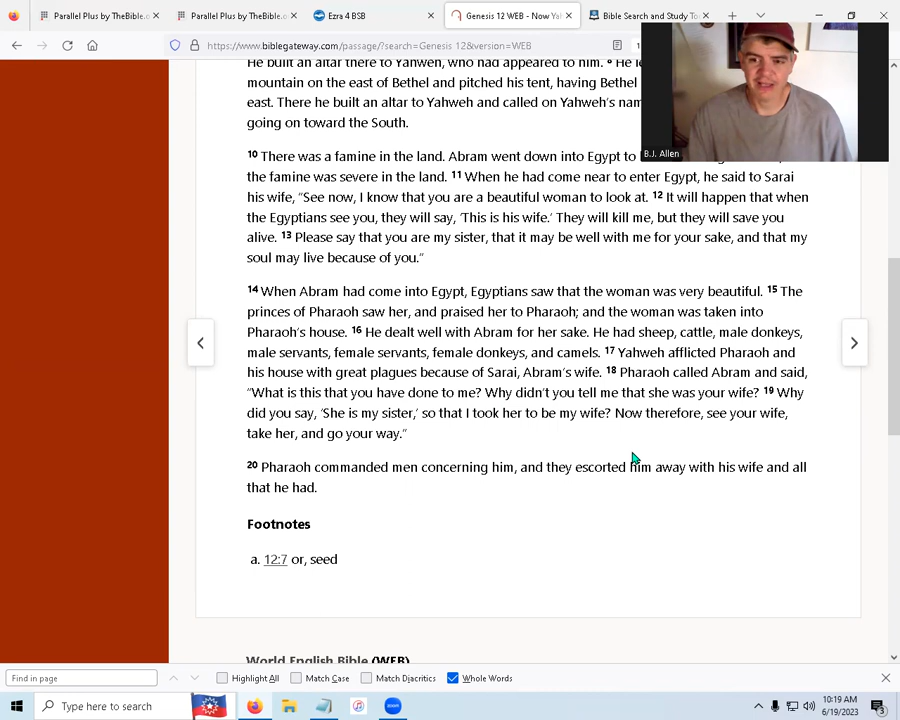 Parallel Plus by TheBible.o
Parallel Plus by TheBible.o
Ezra 4 BSB
Genesis 12 WEB - Now Ya
Bible Search and Study To
https://www.biblegateway.com/passage/?search=Genesis 12&version=WEB
He built an altar there to Yahweh, who had appeared to him. 8 He
mountain on the east of Bethel and pitched his tent, having Bethel
east. There he built an altar to Yahweh and called on Yahweh's
going on toward the South.
10 There was a famine in the land. Abram went down into Egypt to
the famine was severe in the land. 11 When he had come near to enter Egypt, he said to Sarai
his wife, "See now, I know that you are a beautiful woman to look at. 12 It will happen that when
the Egyptians see you, they will say, 'This is his wife.' They will kill me, but they will save you
alive. 13 Please say that you are my sister, that it may be well with me for your sake, and that my
soul may live because of you."
14 When Abram had come into Egypt, Egyptians saw that the woman was very beautiful. 15 The
princes of Pharaoh saw her, and praised her to Pharaoh; and the woman was taken into
Pharaoh's house. 16 He dealt well with Abram for her sake. He had sheep, cattle, male donkeys,
male servants, female servants, female donkeys, and camels. 17 Yahweh afflicted Pharaoh and
his house with great plagues because of Sarai, Abram's wife. 18 Pharaoh called Abram and said,
"What is this that you have done to me? Why didn't you tell me that she was your wife? 19 Why
did you say, 'She is my sister,' so that I took her to be my wife? Now therefore, see your wife,
take her, and go your way."
20 Pharaoh commanded men concerning him, and they escorted him away with his wife and all
that he had.
Footnotes
a. 12:7 or, seed
World English Bible (WEB)
B.J. Allen
Find in page
Highlight All
Match Case
Match Diacritics
Whole Words
Type here to search
10:19 AM
6/19/2023
3